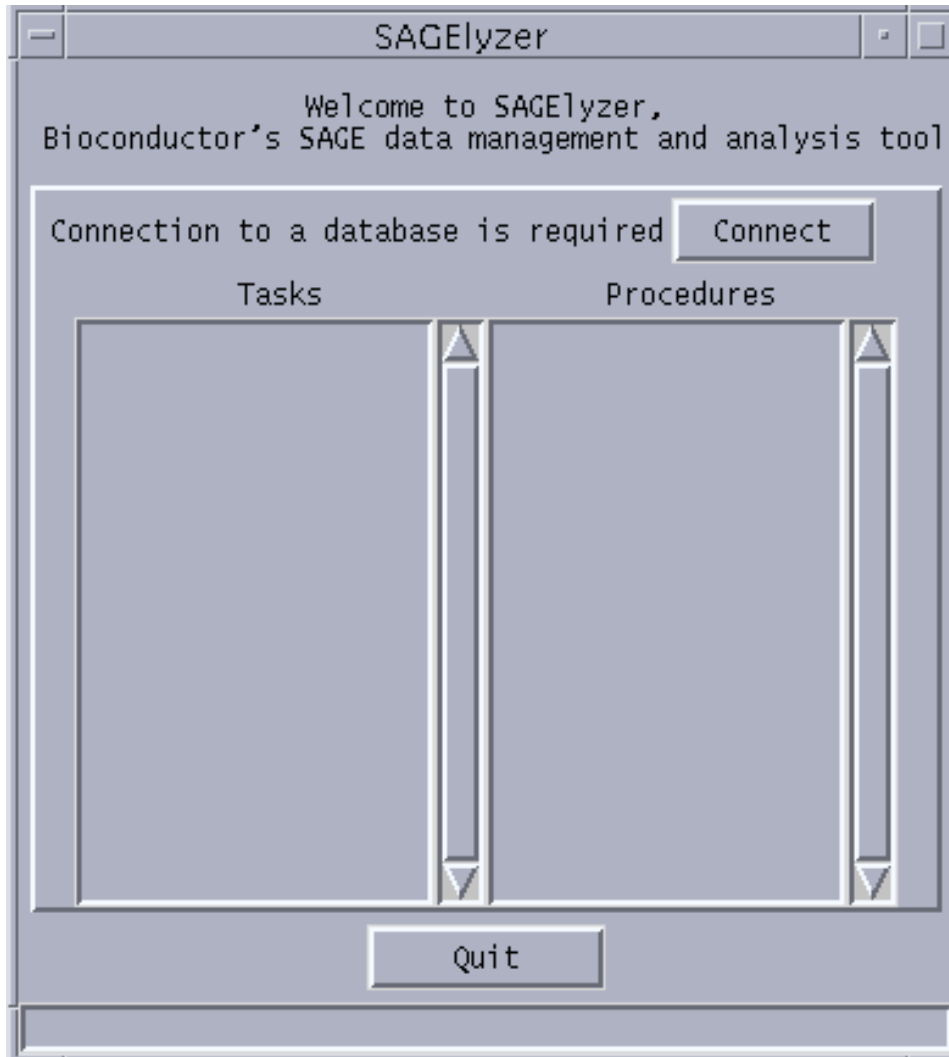 SAGElyzer
Welcome to SAGElyzer,
Bioconductor's SAGE data management and analysis tool
Connection to a database is required Connect
Tasks Procedures
Quit